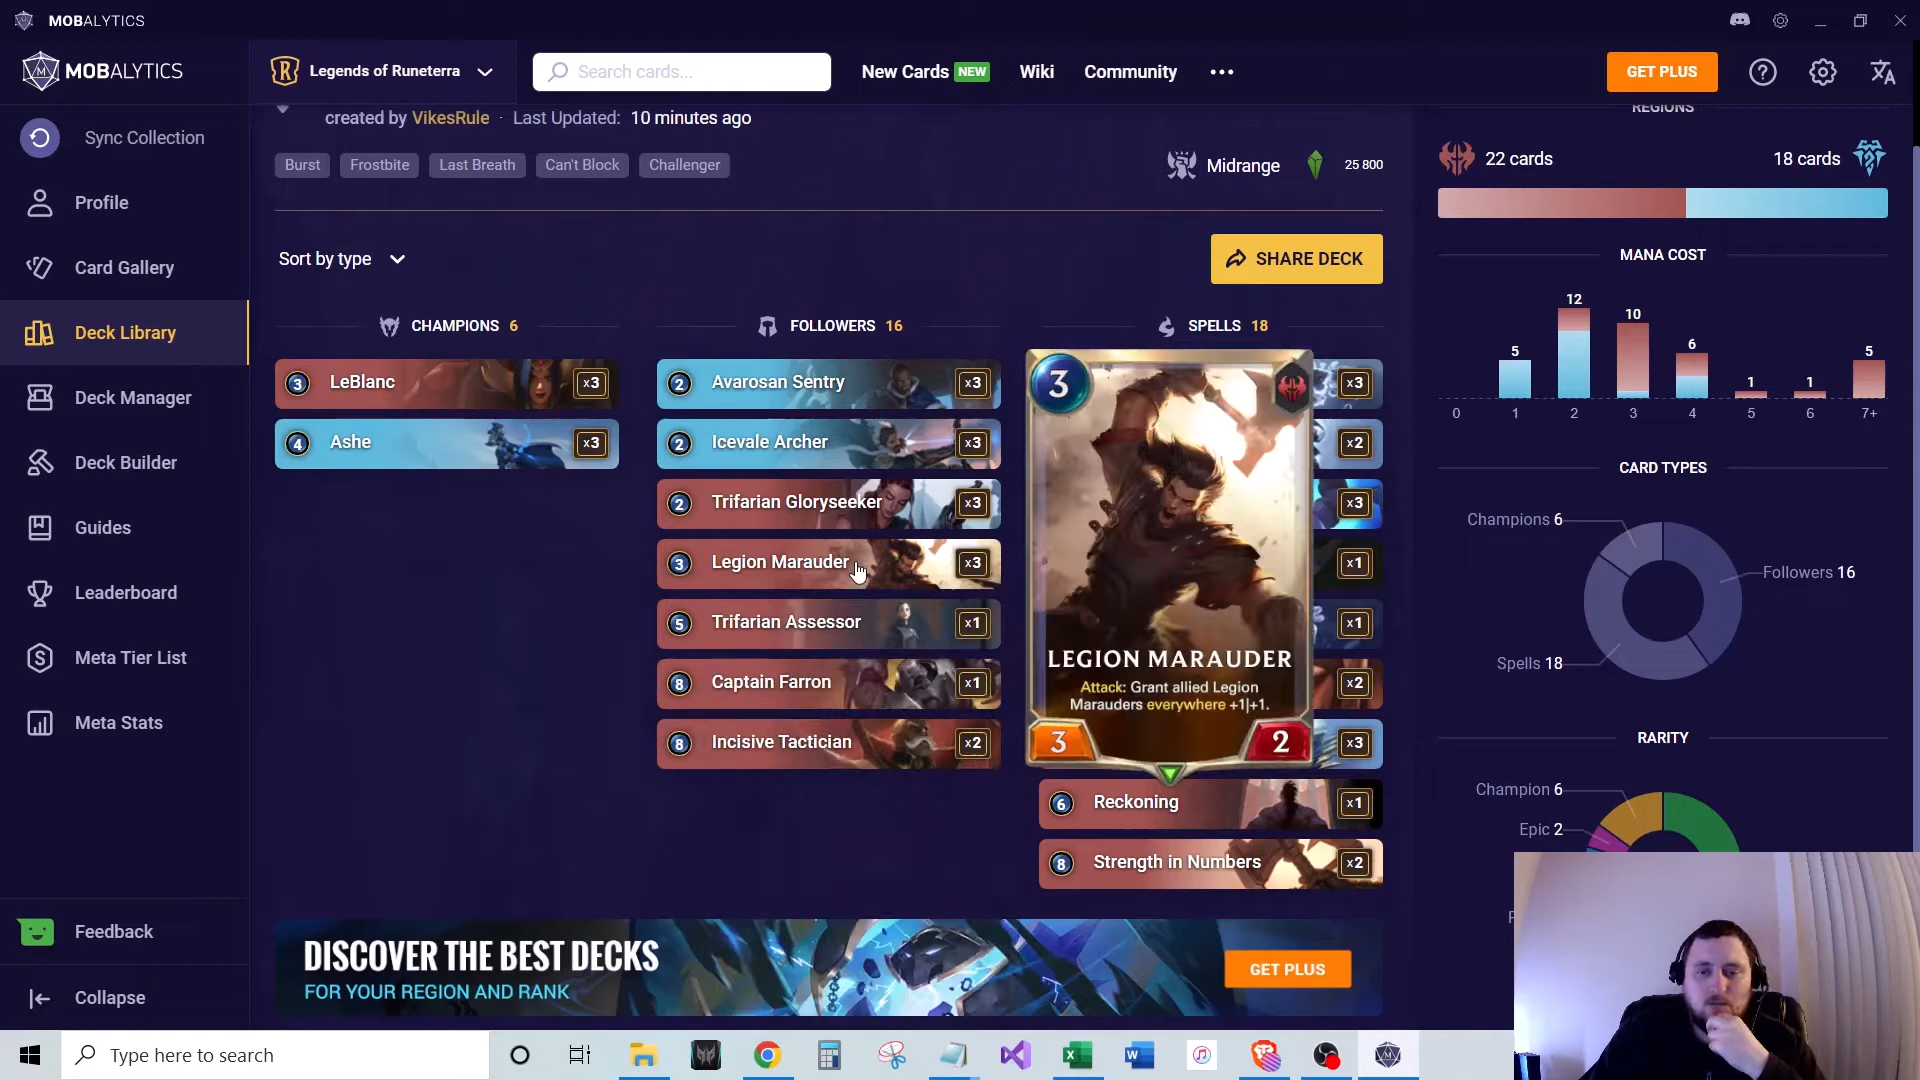 MOBALYTICS
MOBALYTICS
Legends of Runeterra
Search cards...
New Cards NEW
Wiki
Community
GET PLUS
Sync Collection
Profile
Card Gallery
Deck Library
Deck Manager
Deck Builder
Guides
Leaderboard
Meta Tier List
Meta Stats
Feedback
Collapse
created by VikesRule · Last Updated: 10 minutes ago
Burst
Frostbite
Last Breath
Can't Block
Challenger
Midrange
25 800
Sort by type
SHARE DECK
CHAMPIONS 6
3 LeBlanc x3
4 Ashe x3
FOLLOWERS 16
2 Avarosan Sentry x3
2 Icevale Archer x3
2 Trifarian Gloryseeker x3
3 Legion Marauder x3
5 Trifarian Assessor x1
8 Captain Farron x1
8 Incisive Tactician x2
SPELLS 18
x3
x2
x3
x1
x1
x2
x3
6 Reckoning x1
8 Strength in Numbers x2
3
LEGION MARAUDER
Attack: Grant allied Legion
Marauders everywhere +1|+1.
3 2
DISCOVER THE BEST DECKS
FOR YOUR REGION AND RANK
GET PLUS
REGIONS
22 cards
18 cards
MANA COST
5 12 10 6 1 1 5
0 1 2 3 4 5 6 7+
CARD TYPES
Champions 6
Followers 16
Spells 18
RARITY
Champion 6
Epic 2
Type here to search